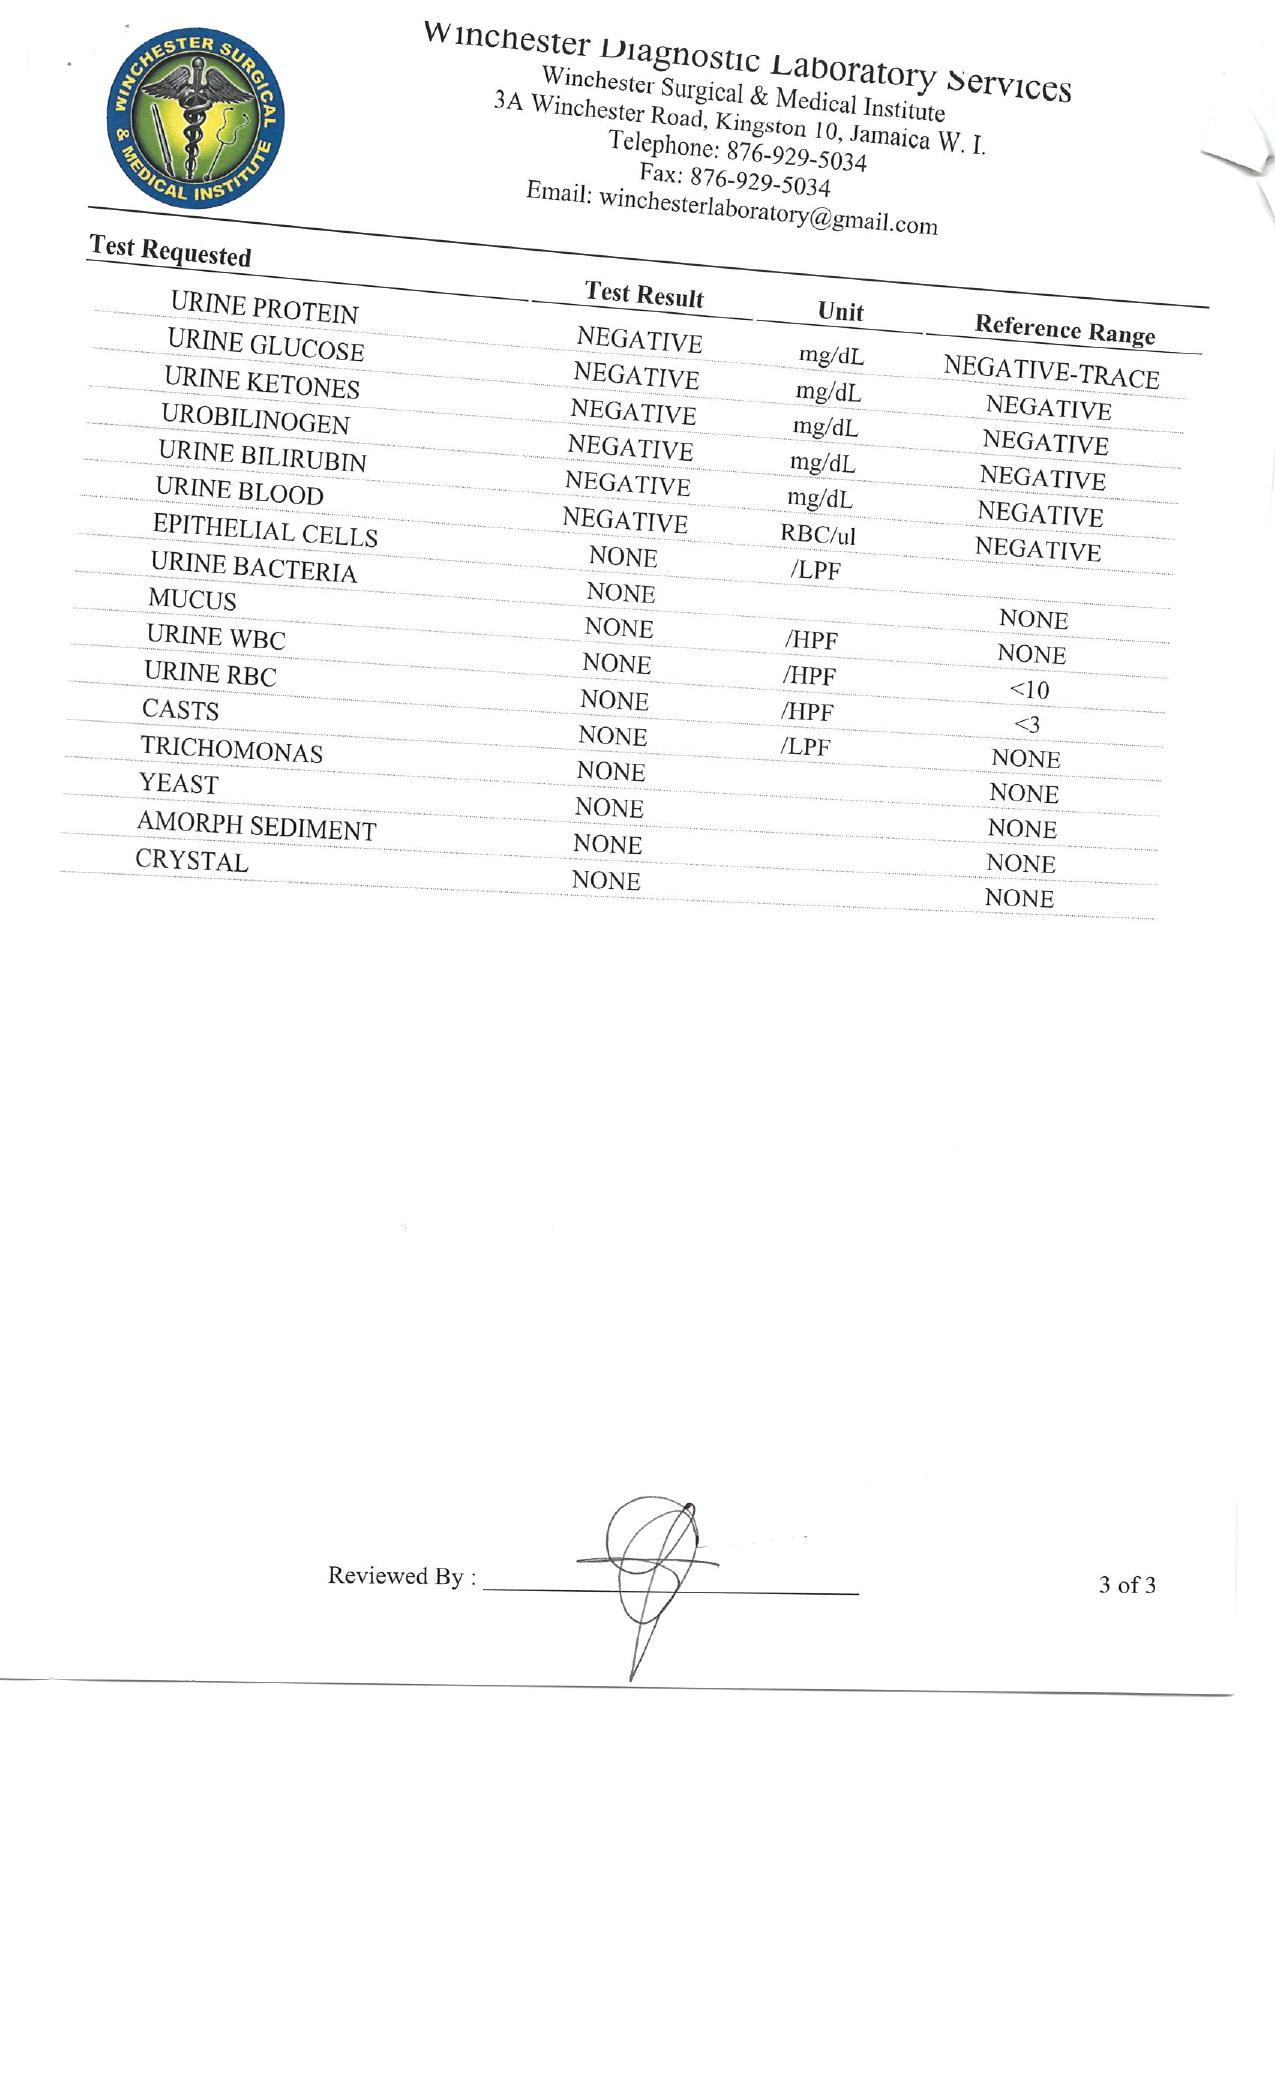 WINCHESTER SURGICAL & MEDICAL INSTITUTE
Winchester Diagnostic Laboratory Services
Winchester Surgical & Medical Institute
3A Winchester Road, Kingston 10, Jamaica W. I.
Telephone: 876-929-5034
Fax: 876-929-5034
Email: winchesterlaboratory@gmail.com
Test Requested Test Result Unit Reference Range
URINE PROTEIN NEGATIVE mg/dL NEGATIVE-TRACE
URINE GLUCOSE NEGATIVE mg/dL NEGATIVE
URINE KETONES NEGATIVE mg/dL NEGATIVE
UROBILINOGEN NEGATIVE mg/dL NEGATIVE
URINE BILIRUBIN NEGATIVE mg/dL NEGATIVE
URINE BLOOD NEGATIVE RBC/ul NEGATIVE
EPITHELIAL CELLS NONE /LPF
URINE BACTERIA NONE NONE
MUCUS NONE /HPF NONE
URINE WBC NONE /HPF <10
URINE RBC NONE /HPF <3
CASTS NONE /LPF NONE
TRICHOMONAS NONE NONE
YEAST NONE NONE
AMORPH SEDIMENT NONE NONE
CRYSTAL NONE NONE
Reviewed By :
3 of 3